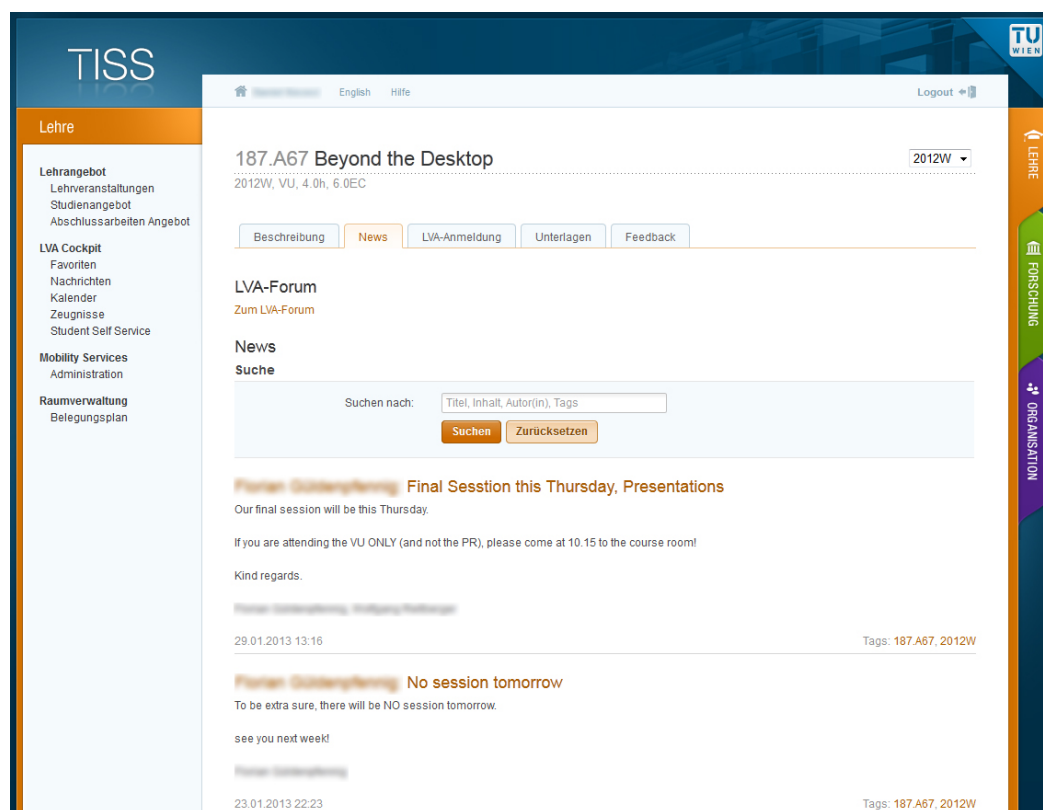 TISS
TU
WIEN
English Hilfe
Logout
Lehre
187.A67 Beyond the Desktop
2012W
2012W, VU, 4.0h, 6.0EC
Lehrangebot
Lehrveranstaltungen
Studienangebot
Abschlussarbeiten Angebot
LVA Cockpit
Favoriten
Nachrichten
Kalender
Zeugnisse
Student Self Service
Mobility Services
Administration
Raumverwaltung
Belegungsplan
Beschreibung News LVA-Anmeldung Unterlagen Feedback
LVA-Forum
Zum LVA-Forum
News
Suche
Suchen nach: Titel, Inhalt, Autor(in), Tags
Suchen Zurücksetzen
Final Sesstion this Thursday, Presentations
Our final session will be this Thursday.
If you are attending the VU ONLY (and not the PR), please come at 10.15 to the course room!
Kind regards.
29.01.2013 13:16 Tags: 187.A67, 2012W
No session tomorrow
To be extra sure, there will be NO session tomorrow.
see you next week!
23.01.2013 22:23 Tags: 187.A67, 2012W
LEHRE
FORSCHUNG
ORGANISATION